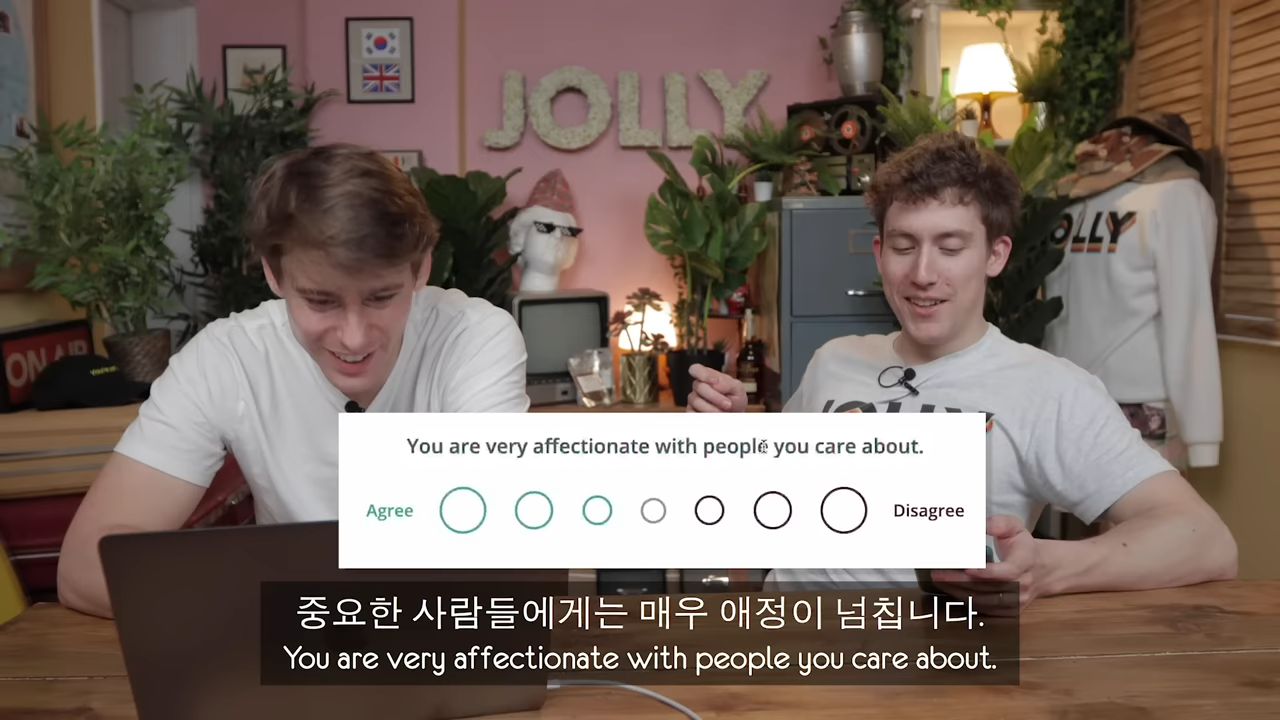 JOLLY
OLLY
ON AIR
JOLLY
You are very affectionate with people you care about.
Agree
Disagree
중요한 사람들에게는 매우 애정이 넘칩니다.
You are very affectionate with people you care about.